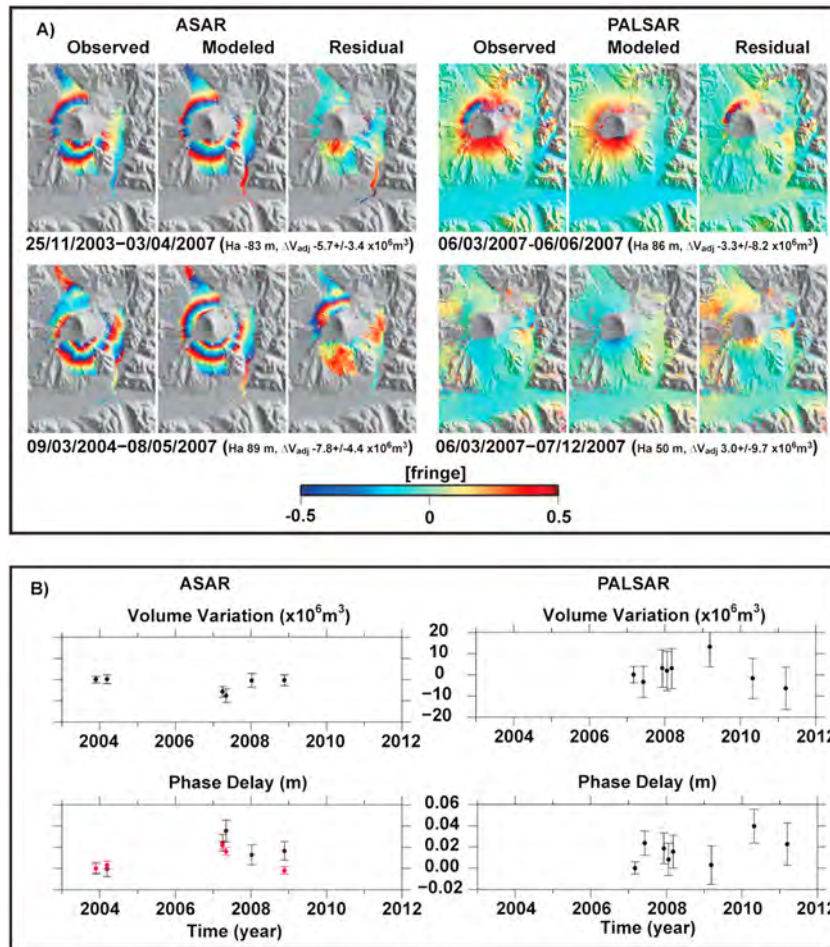 A)
ASAR
PALSAR
Observed Modeled Residual
Observed Modeled Residual
25/11/2003−03/04/2007 (Ha -83 m, ΔVadj -5.7+/-3.4 x10⁶m³)
06/03/2007-06/06/2007 (Ha 86 m, ΔVadj -3.3+/-8.2 x10⁶m³)
09/03/2004−08/05/2007 (Ha 89 m, ΔVadj -7.8+/-4.4 x10⁶m³)
06/03/2007−07/12/2007 (Ha 50 m, ΔVadj 3.0+/-9.7 x10⁶m³)
[fringe]
-0.5 0 0.5
B)
ASAR
PALSAR
Volume Variation (x10⁶m³)
Volume Variation (x10⁶m³)
20
10
0
−10
−20
2004 2006 2008 2010 2012
2004 2006 2008 2010 2012
Phase Delay (m)
Phase Delay (m)
0.06
0.04
0.02
0.00
−0.02
2004 2006 2008 2010 2012
2004 2006 2008 2010 2012
Time (year)
Time (year)